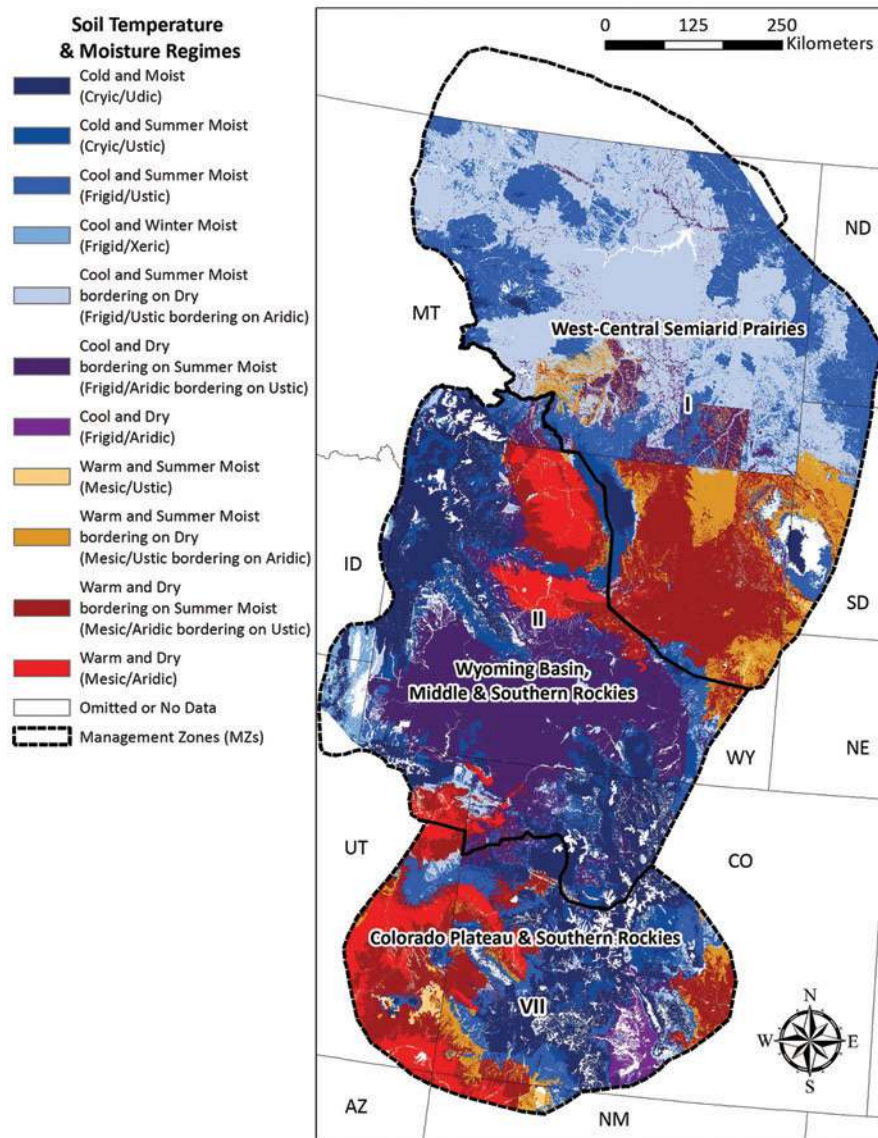 Soil Temperature
& Moisture Regimes
Cold and Moist
(Cryic/Udic)
Cold and Summer Moist
(Cryic/Ustic)
Cool and Summer Moist
(Frigid/Ustic)
Cool and Winter Moist
(Frigid/Xeric)
Cool and Summer Moist
bordering on Dry
(Frigid/Ustic bordering on Aridic)
Cool and Dry
bordering on Summer Moist
(Frigid/Aridic bordering on Ustic)
Cool and Dry
(Frigid/Aridic)
Warm and Summer Moist
(Mesic/Ustic)
Warm and Summer Moist
bordering on Dry
(Mesic/Ustic bordering on Aridic)
Warm and Dry
bordering on Summer Moist
(Mesic/Aridic bordering on Ustic)
Warm and Dry
(Mesic/Aridic)
Omitted or No Data
Management Zones (MZs)
0 125 250
Kilometers
ND
MT
West-Central Semiarid Prairies
I
ID
SD
II
Wyoming Basin,
Middle & Southern Rockies
WY
NE
UT
CO
Colorado Plateau & Southern Rockies
VII
N
W E
S
AZ
NM